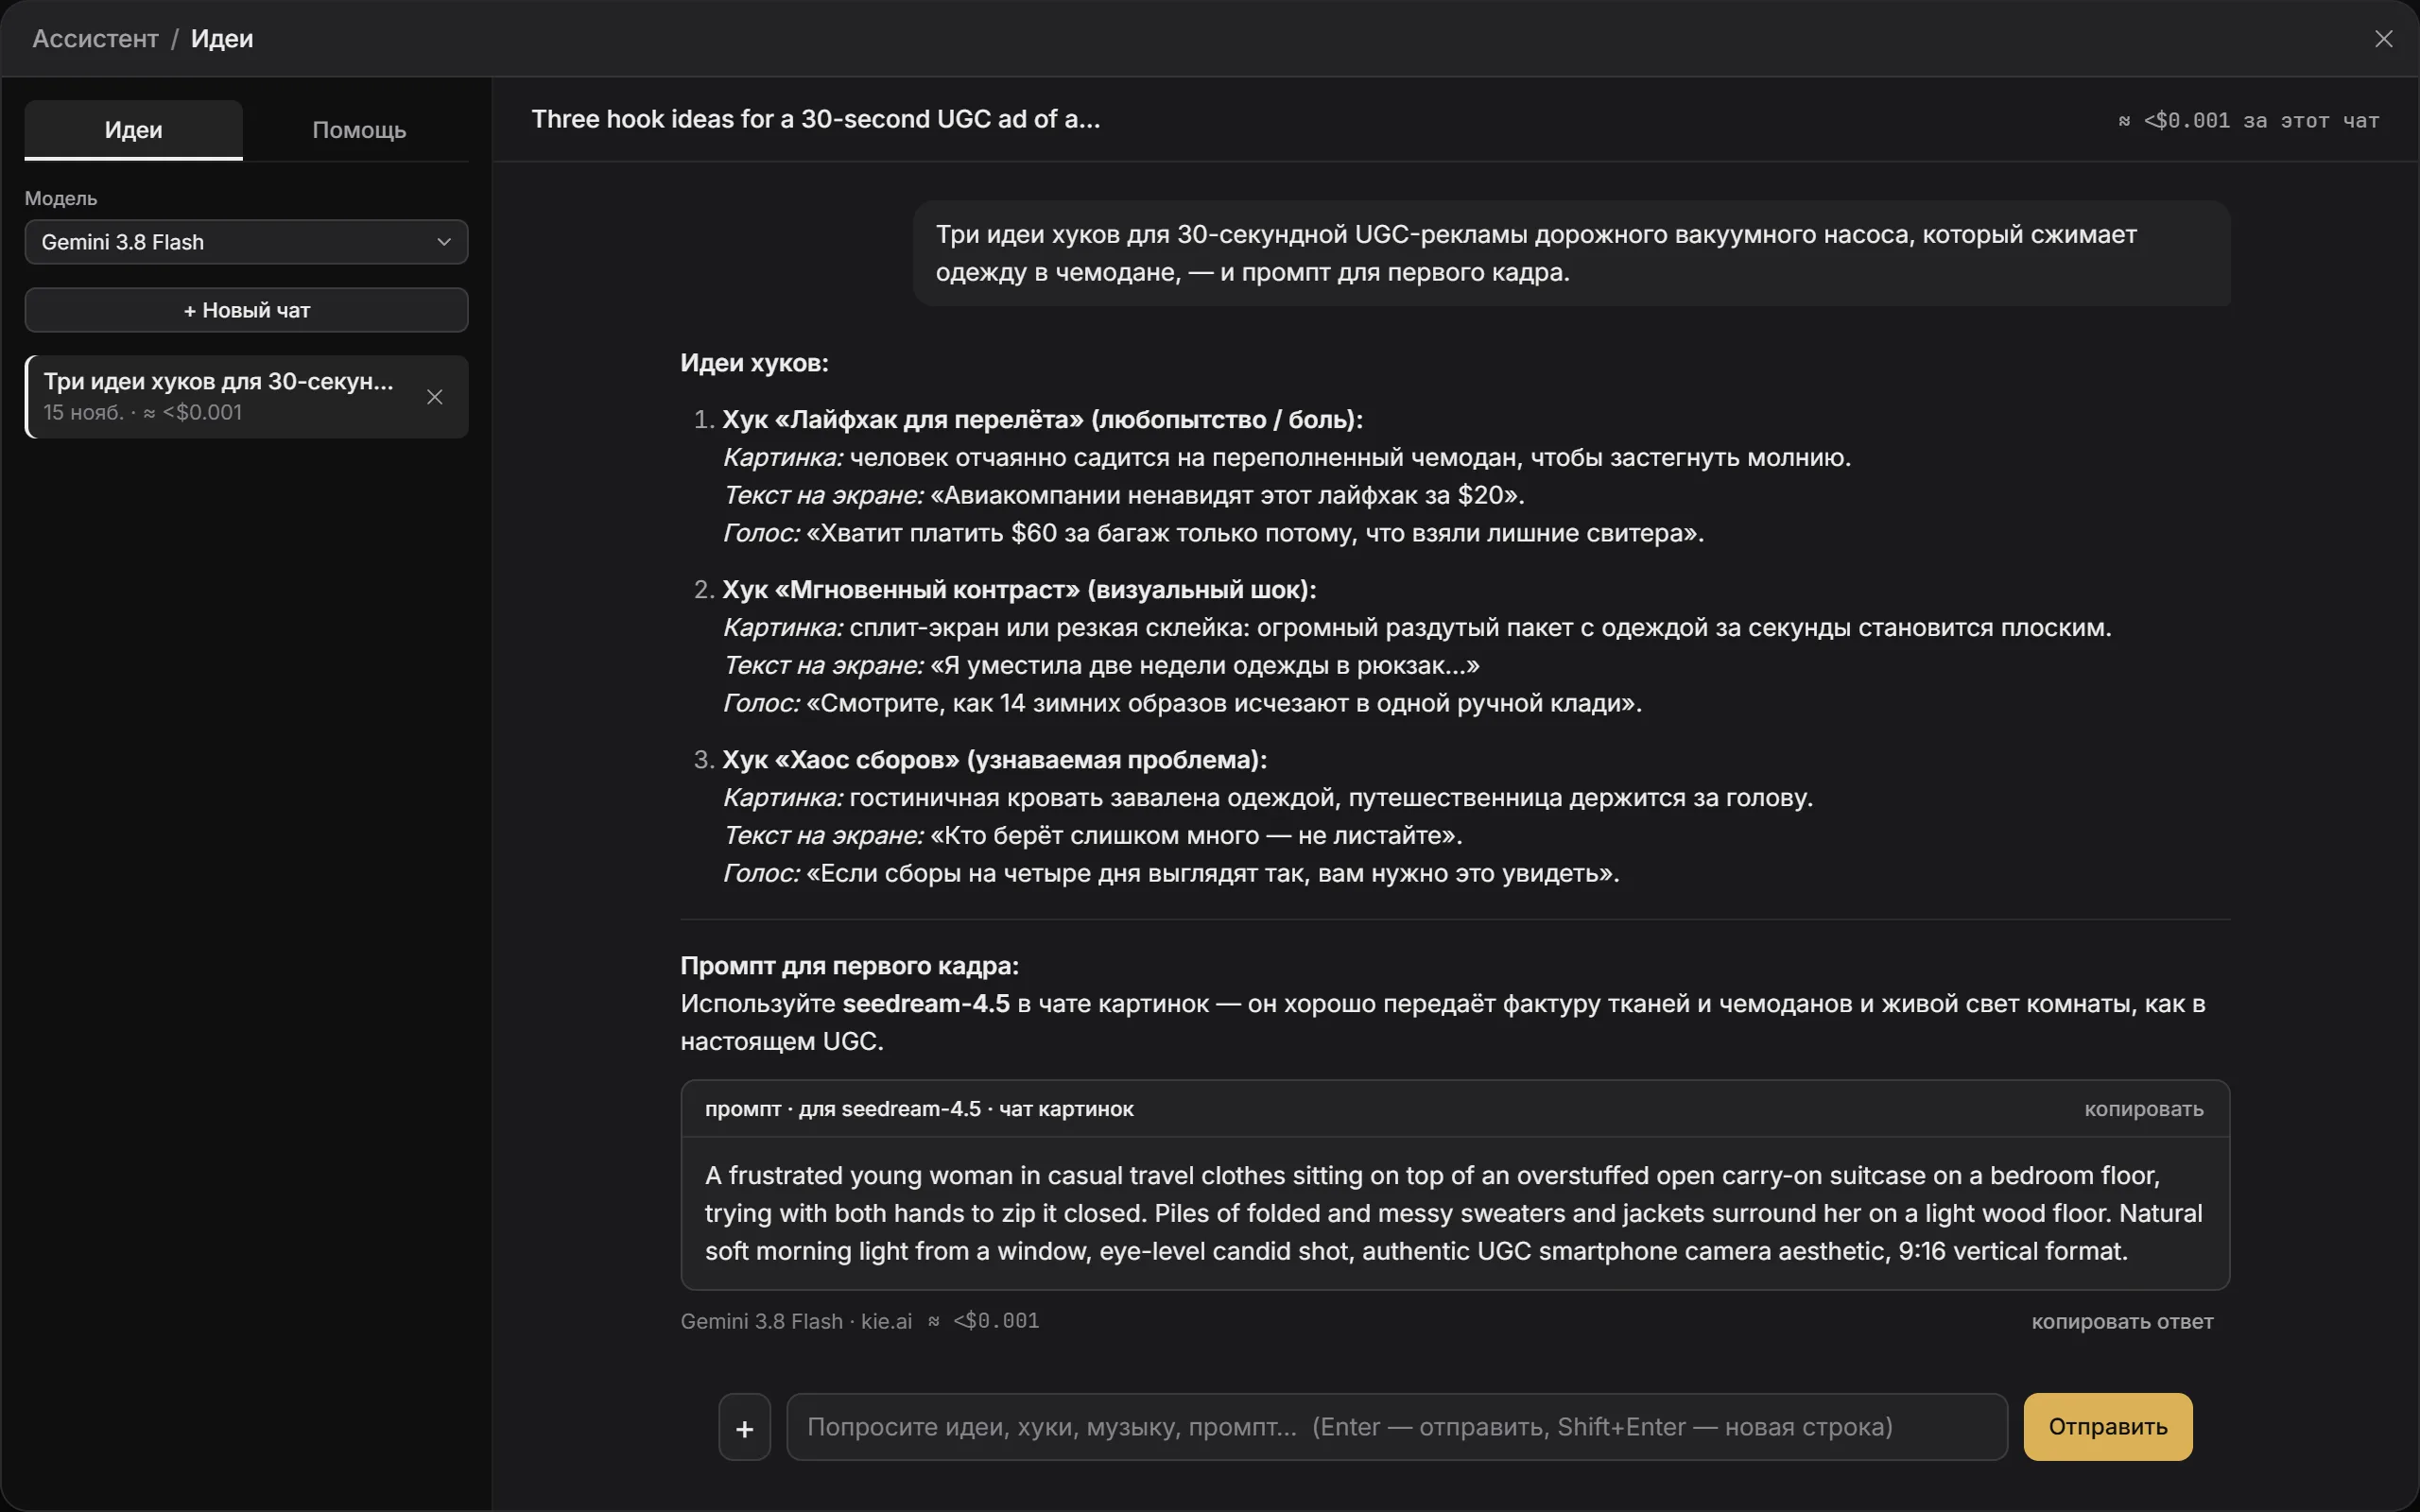 Ассистент / Идеи
Идеи
Помощь
Модель
Gemini 3.8 Flash
+ Новый чат
Три идеи хуков для 30-секун...
15 нояб. · ≈ <$0.001
Three hook ideas for a 30-second UGC ad of a...
≈ <$0.001 за этот чат
Три идеи хуков для 30-секундной UGC-рекламы дорожного вакуумного насоса, который сжимает
одежду в чемодане, — и промпт для первого кадра.
Идеи хуков:
1. Хук «Лайфхак для перелёта» (любопытство / боль):
Картинка: человек отчаянно садится на переполненный чемодан, чтобы застегнуть молнию.
Текст на экране: «Авиакомпании ненавидят этот лайфхак за $20».
Голос: «Хватит платить $60 за багаж только потому, что взяли лишние свитера».
2. Хук «Мгновенный контраст» (визуальный шок):
Картинка: сплит-экран или резкая склейка: огромный раздутый пакет с одеждой за секунды становится плоским.
Текст на экране: «Я уместила две недели одежды в рюкзак...»
Голос: «Смотрите, как 14 зимних образов исчезают в одной ручной клади».
3. Хук «Хаос сборов» (узнаваемая проблема):
Картинка: гостиничная кровать завалена одеждой, путешественница держится за голову.
Текст на экране: «Кто берёт слишком много — не листайте».
Голос: «Если сборы на четыре дня выглядят так, вам нужно это увидеть».
Промпт для первого кадра:
Используйте seedream-4.5 в чате картинок — он хорошо передаёт фактуру тканей и чемоданов и живой свет комнаты, как в
настоящем UGC.
промпт · для seedream-4.5 · чат картинок
копировать
A frustrated young woman in casual travel clothes sitting on top of an overstuffed open carry-on suitcase on a bedroom floor,
trying with both hands to zip it closed. Piles of folded and messy sweaters and jackets surround her on a light wood floor. Natural
soft morning light from a window, eye-level candid shot, authentic UGC smartphone camera aesthetic, 9:16 vertical format.
Gemini 3.8 Flash · kie.ai ≈ <$0.001
копировать ответ
+
Попросите идеи, хуки, музыку, промпт... (Enter — отправить, Shift+Enter — новая строка)
Отправить